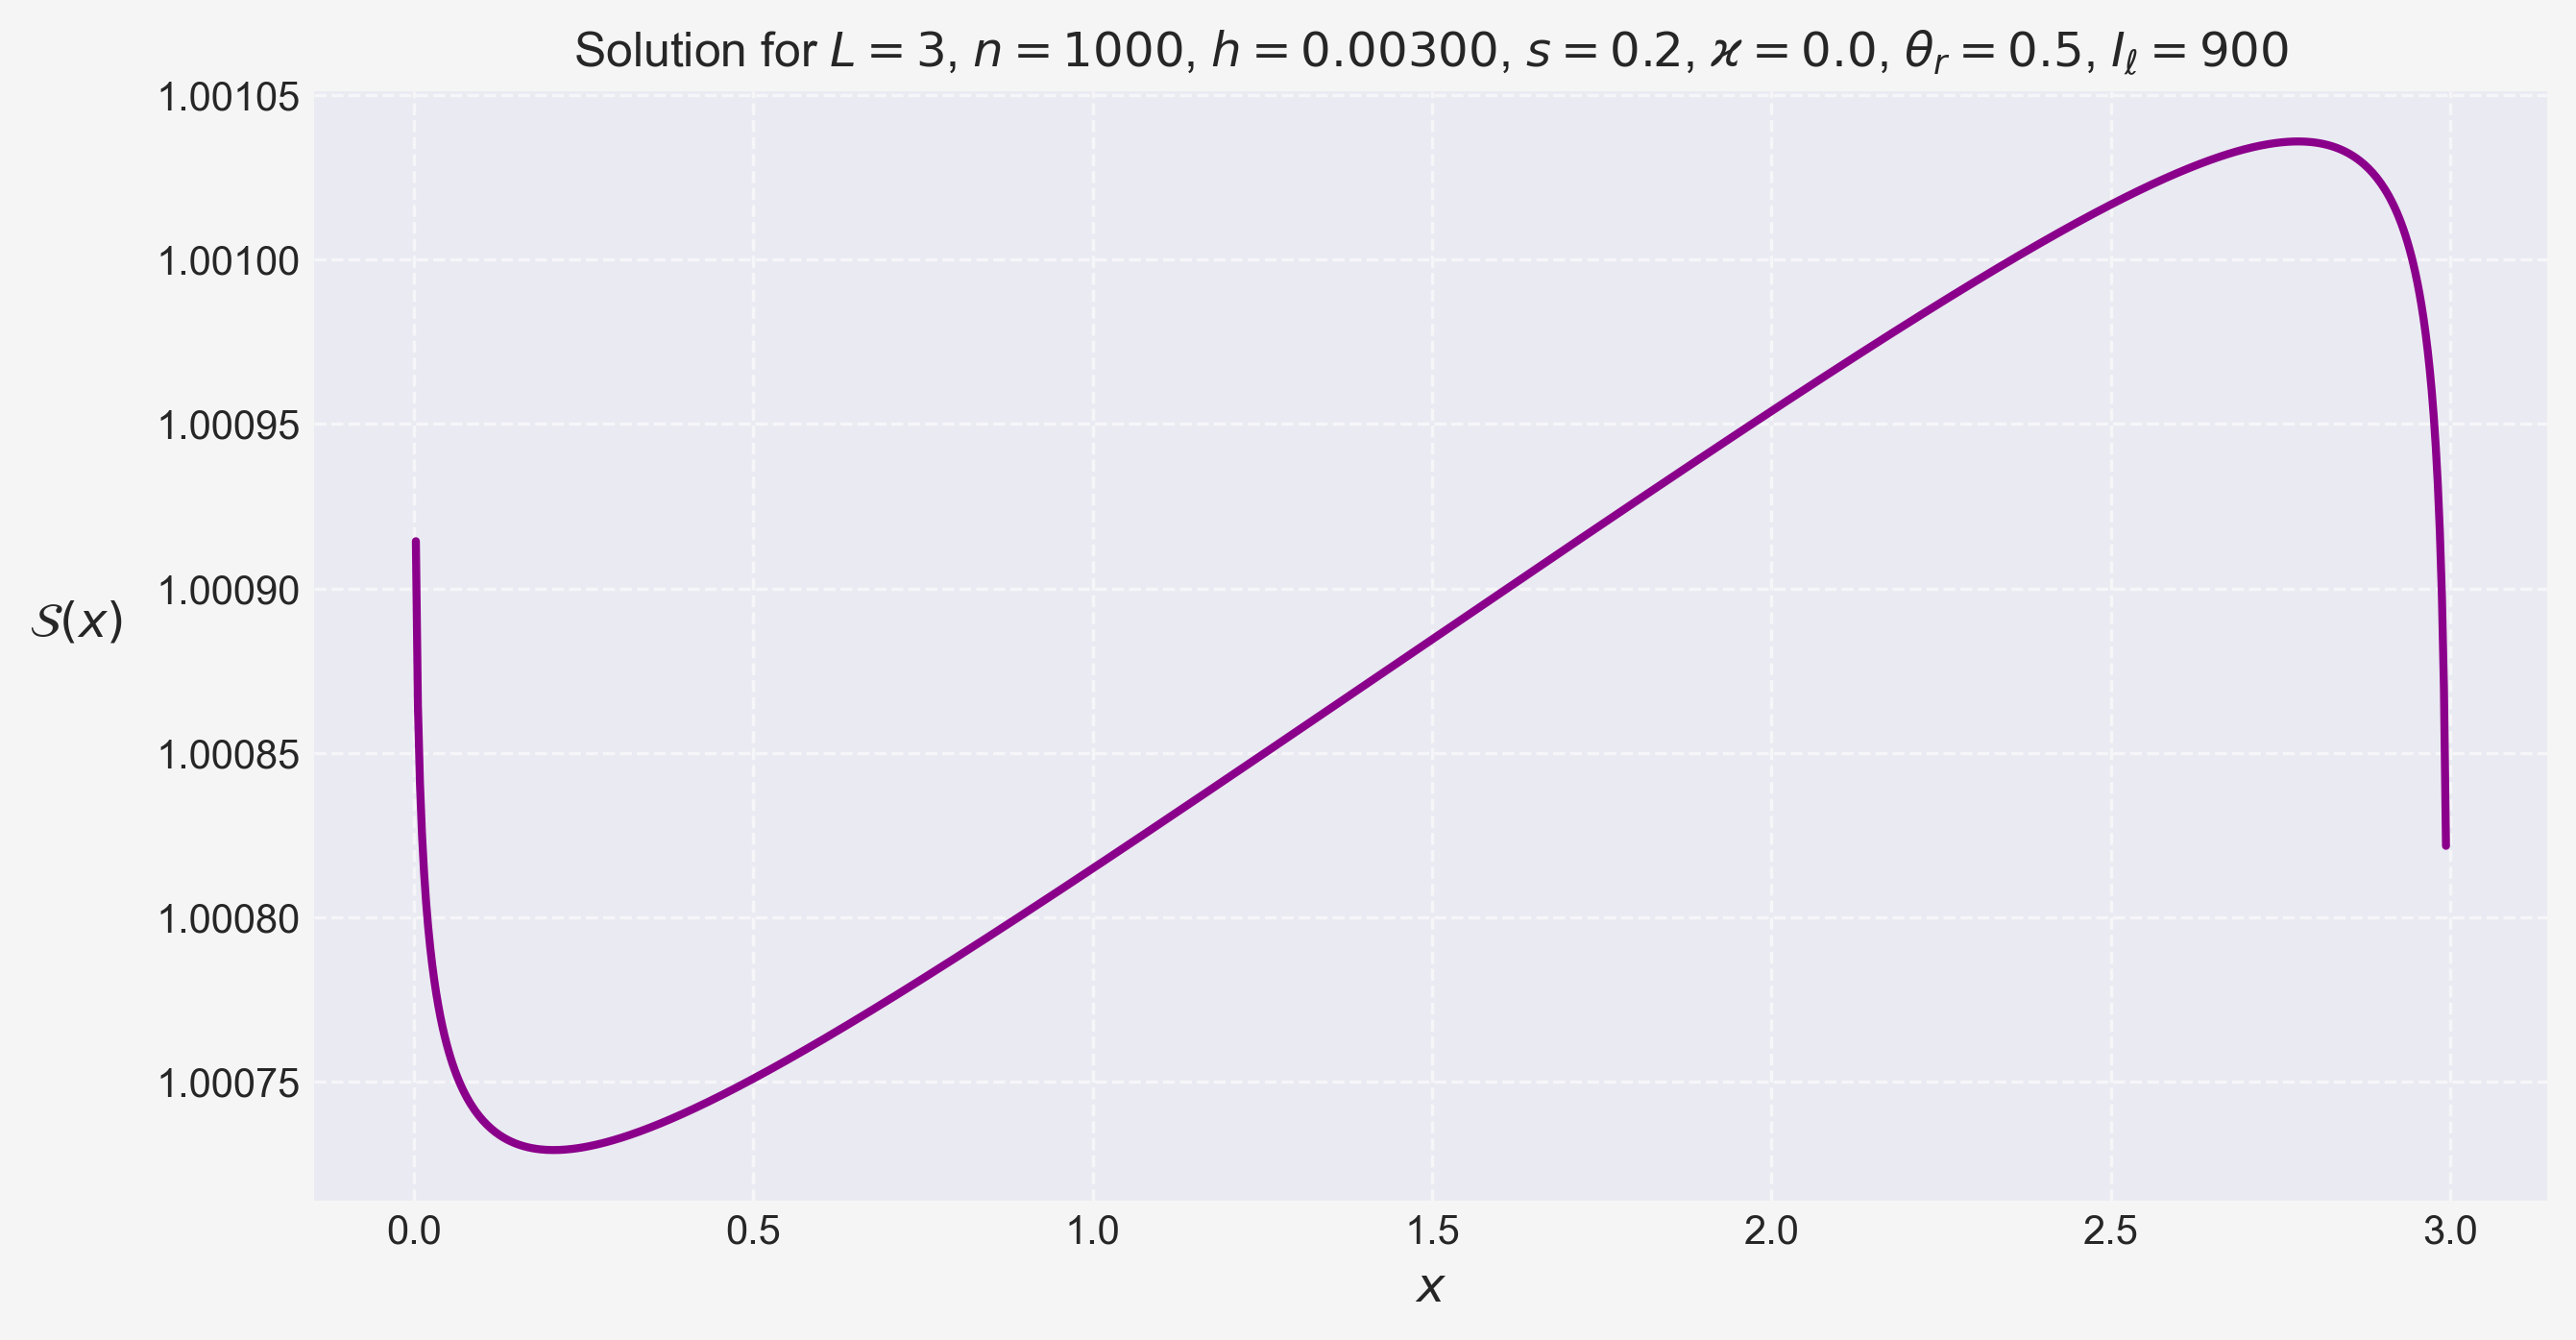 Solution for L = 3, n = 1000, h = 0.00300, s = 0.2, ϰ = 0.0, θ_r = 0.5, I_ℓ = 900
1.00105
1.00100
1.00095
1.00090
𝒮(x)
1.00085
1.00080
1.00075
0.0 0.5 1.0 1.5 2.0 2.5 3.0
x